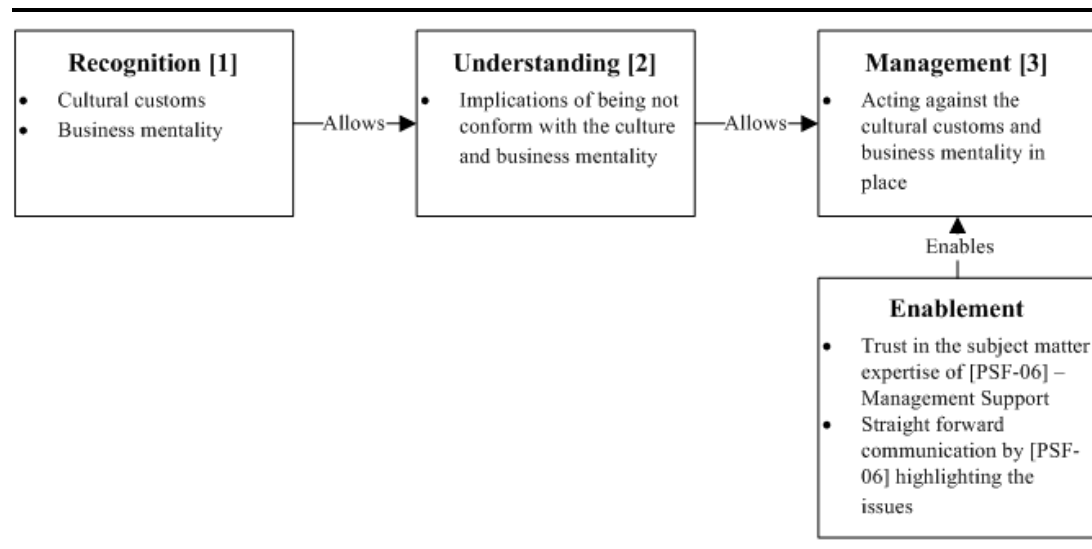 Recognition [1]
• Cultural customs
• Business mentality
Allows
Understanding [2]
• Implications of being not
conform with the culture
and business mentality
Allows
Management [3]
• Acting against the
cultural customs and
business mentality in
place
Enables
Enablement
• Trust in the subject matter
expertise of [PSF-06] –
Management Support
• Straight forward
communication by [PSF-
06] highlighting the
issues